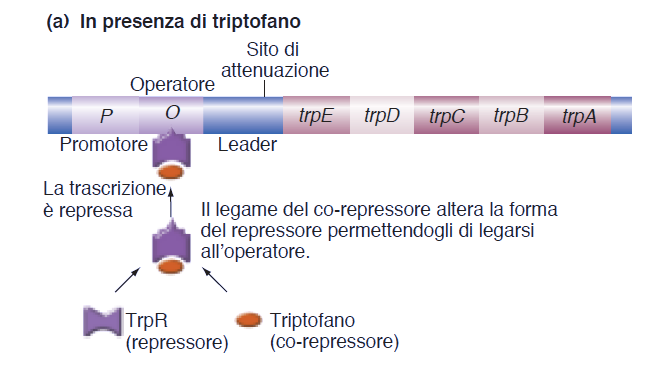 (a) In presenza di triptofano
Sito di
attenuazione
Operatore
P
O
trpE
trpD
trpC
trpB
trpA
Promotore
Leader
La trascrizione
è repressa
Il legame del co-repressore altera la forma
del repressore permettendogli di legarsi
all'operatore.
TrpR
(repressore)
Triptofano
(co-repressore)